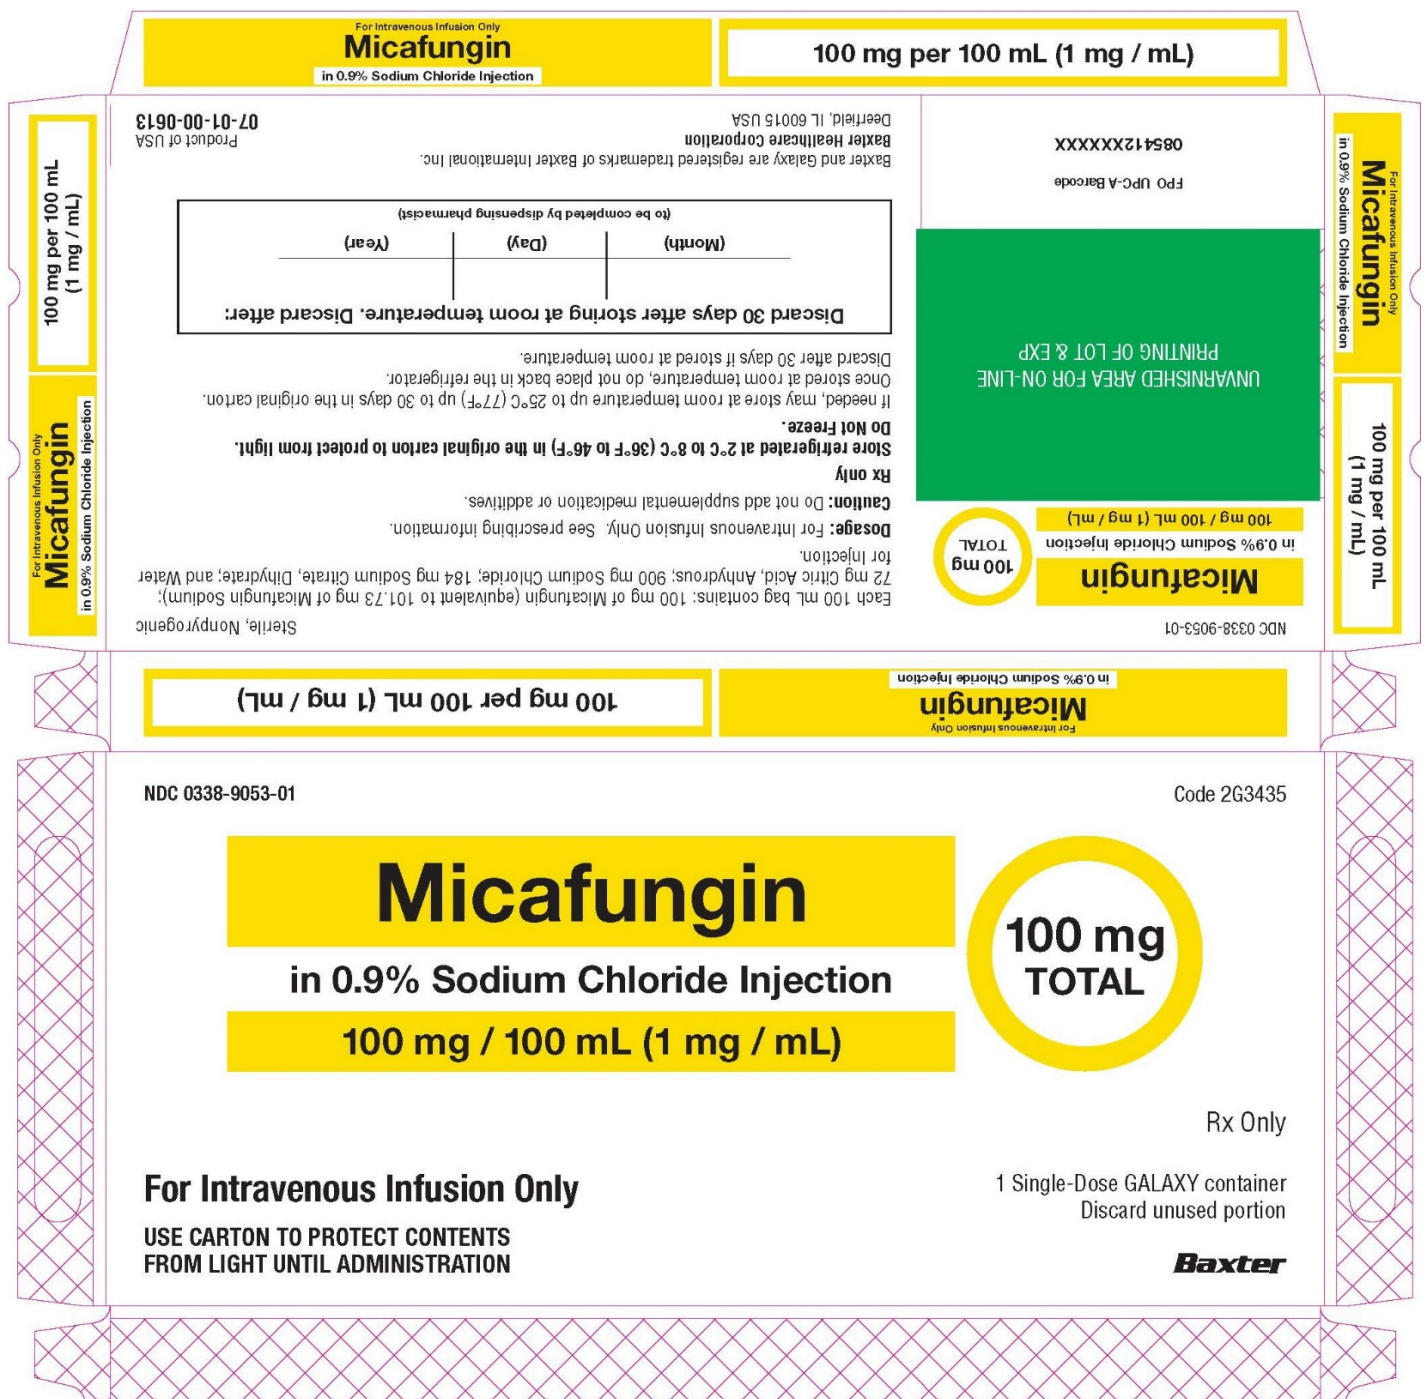 For Intravenous Infusion Only
Micafungin
in 0.9% Sodium Chloride Injection
100 mg per 100 mL (1 mg / mL)
100 mg per 100 mL
(1 mg / mL)
For Intravenous Infusion Only
Micafungin
in 0.9% Sodium Chloride Injection
NDC 0338-9053-01
Micafungin
in 0.9% Sodium Chloride Injection
100 mg / 100 mL (1 mg / mL)
100 mg
TOTAL
UNVARNISHED AREA FOR ON-LINE
PRINTING OF LOT & EXP
FPO UPC-A Barcode
085412XXXXXX
Sterile, Nonpyrogenic
Each 100 mL bag contains: 100 mg of Micafungin (equivalent to 101.73 mg of Micafungin Sodium);
72 mg Citric Acid, Anhydrous; 900 mg Sodium Chloride; 184 mg Sodium Citrate, Dihydrate; and Water
for Injection.
Dosage: For Intravenous Infusion Only. See prescribing information.
Caution: Do not add supplemental medication or additives.
Rx only
Store refrigerated at 2°C to 8°C (36°F to 46°F) in the original carton to protect from light.
Do Not Freeze.
If needed, may store at room temperature up to 25°C (77°F) up to 30 days in the original carton.
Once stored at room temperature, do not place back in the refrigerator.
Discard after 30 days if stored at room temperature.
Discard 30 days after storing at room temperature. Discard after:
(Month) (Day) (Year)
(to be completed by dispensing pharmacist)
Baxter and Galaxy are registered trademarks of Baxter International Inc.
Baxter Healthcare Corporation
Deerfield, IL 60015 USA
Product of USA
07-01-00-0613
For Intravenous Infusion Only
Micafungin
in 0.9% Sodium Chloride Injection
100 mg per 100 mL
(1 mg / mL)
For Intravenous Infusion Only
Micafungin
in 0.9% Sodium Chloride Injection
100 mg per 100 mL (1 mg / mL)
NDC 0338-9053-01
Code 2G3435
Micafungin
in 0.9% Sodium Chloride Injection
100 mg / 100 mL (1 mg / mL)
100 mg
TOTAL
Rx Only
For Intravenous Infusion Only
USE CARTON TO PROTECT CONTENTS
FROM LIGHT UNTIL ADMINISTRATION
1 Single-Dose GALAXY container
Discard unused portion
Baxter